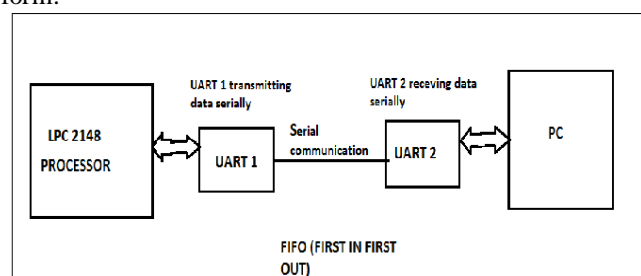 form.
UART 1 transmitting
data serially
UART 2 receving data
serially
LPC 2148
PROCESSOR
UART 1
Serial
communication
UART 2
PC
FIFO (FIRST IN FIRST
OUT)